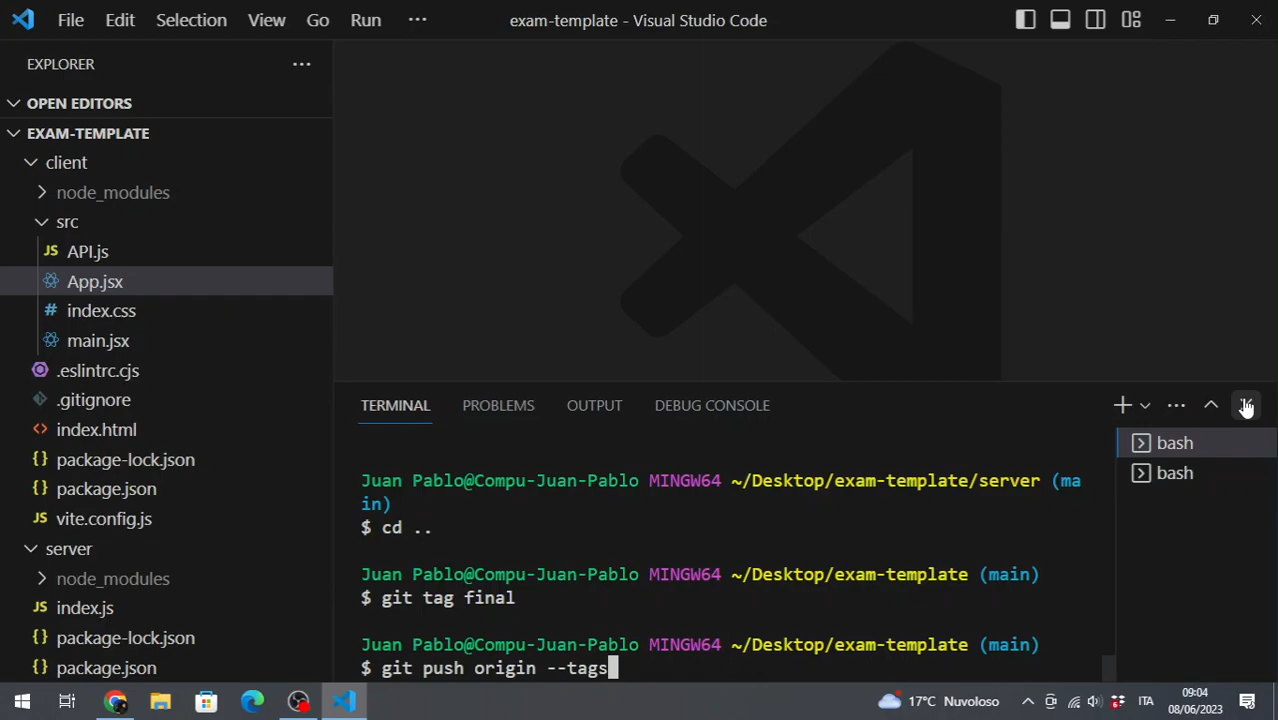 File Edit Selection View Go Run ··· exam-template - Visual Studio Code
EXPLORER ···
OPEN EDITORS
EXAM-TEMPLATE
client
node_modules
src
JS API.js
App.jsx
# index.css
main.jsx
.eslintrc.cjs
.gitignore
<> index.html
{} package-lock.json
{} package.json
JS vite.config.js
server
node_modules
JS index.js
{} package-lock.json
{} package.json
TERMINAL PROBLEMS OUTPUT DEBUG CONSOLE
bash
bash
Juan Pablo@Compu-Juan-Pablo MINGW64 ~/Desktop/exam-template/server (ma
in)
$ cd ..
Juan Pablo@Compu-Juan-Pablo MINGW64 ~/Desktop/exam-template (main)
$ git tag final
Juan Pablo@Compu-Juan-Pablo MINGW64 ~/Desktop/exam-template (main)
$ git push origin --tags
17°C Nuvoloso ITA 09:04
08/06/2023